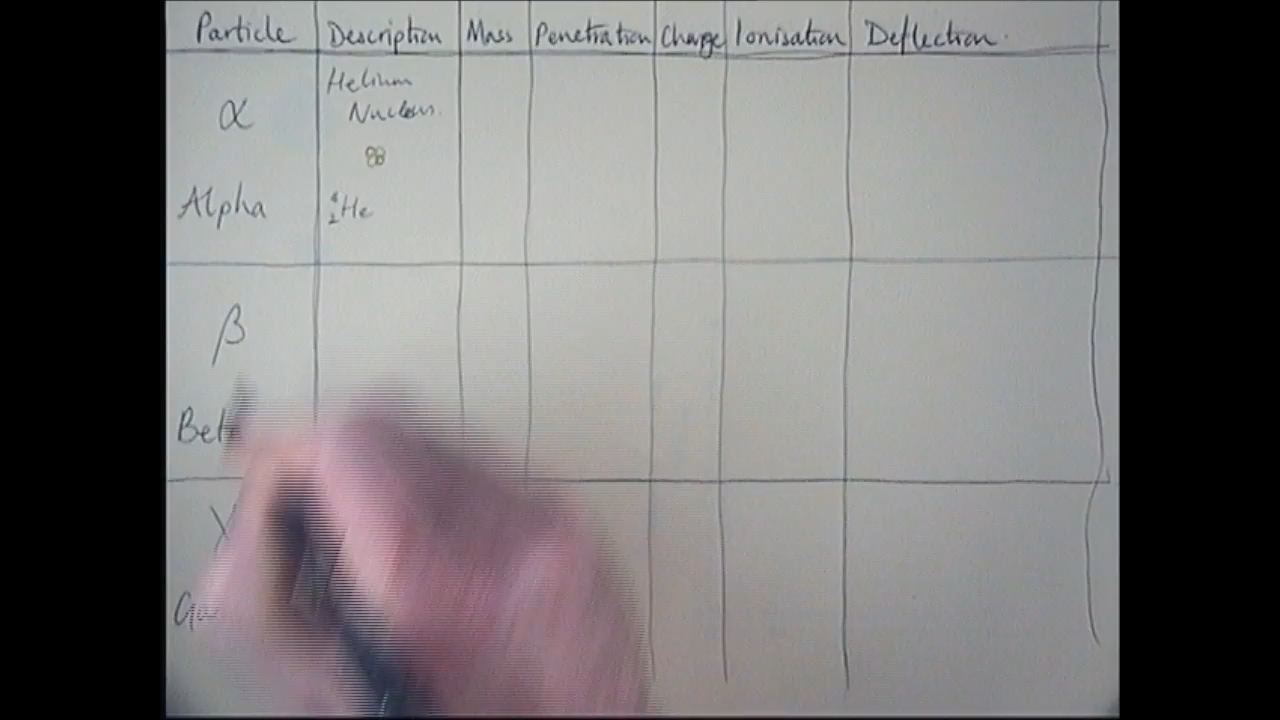 Particle Description Mass Penetration Charge Ionisation Deflection.
Helium
α Nucleus.
Alpha ⁴₂He
β